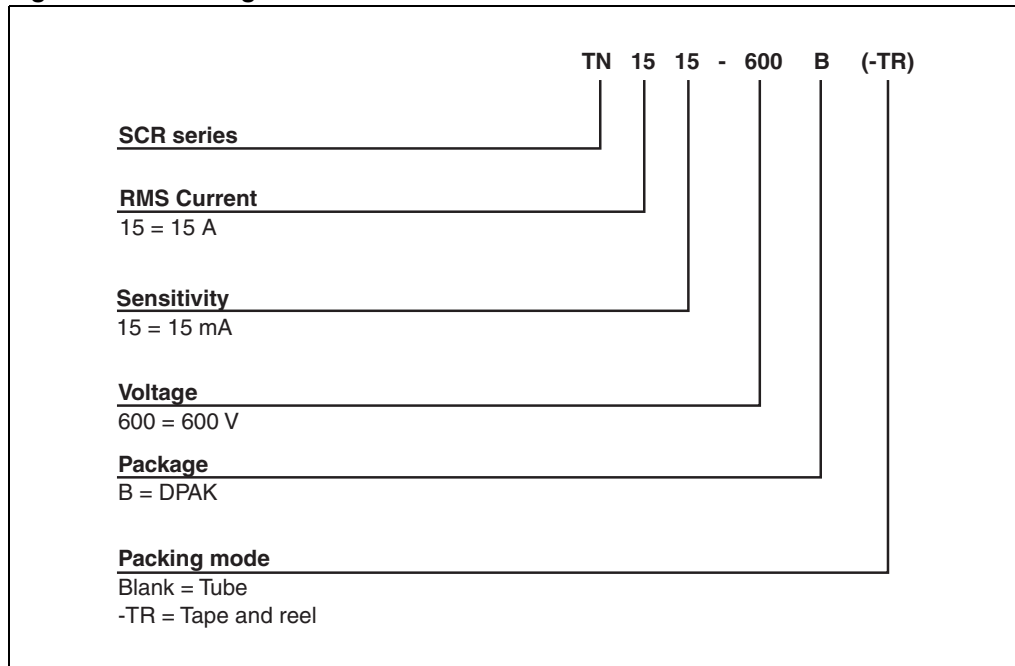 TN 15 15 - 600 B (-TR)
SCR series
RMS Current
15 = 15 A
Sensitivity
15 = 15 mA
Voltage
600 = 600 V
Package
B = DPAK
Packing mode
Blank = Tube
-TR = Tape and reel